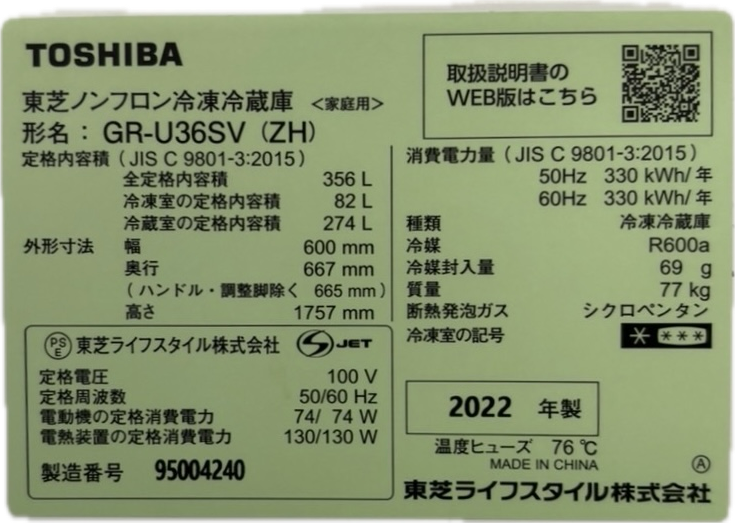 TOSHIBA
東芝ノンフロン冷凍冷蔵庫 <家庭用>
形名： GR-U36SV (ZH)
取扱説明書の
WEB版はこちら
定格内容積 (JIS C 9801-3:2015)
全定格内容積 356 L
冷凍室の定格内容積 82 L
冷蔵室の定格内容積 274 L
外形寸法 幅 600 mm
奥行 667 mm
(ハンドル・調整脚除く 665 mm)
高さ 1757 mm
消費電力量 (JIS C 9801-3:2015)
50Hz 330 kWh/年
60Hz 330 kWh/年
種類 冷凍冷蔵庫
冷媒 R600a
冷媒封入量 69 g
質量 77 kg
断熱発泡ガス シクロペンタン
冷凍室の記号 * ***
PSE 東芝ライフスタイル株式会社 S JET
定格電圧 100 V
定格周波数 50/60 Hz
電動機の定格消費電力 74/ 74 W
電熱装置の定格消費電力 130/130 W
製造番号 95004240
2022 年製
温度ヒューズ 76℃
MADE IN CHINA Ⓐ
東芝ライフスタイル株式会社